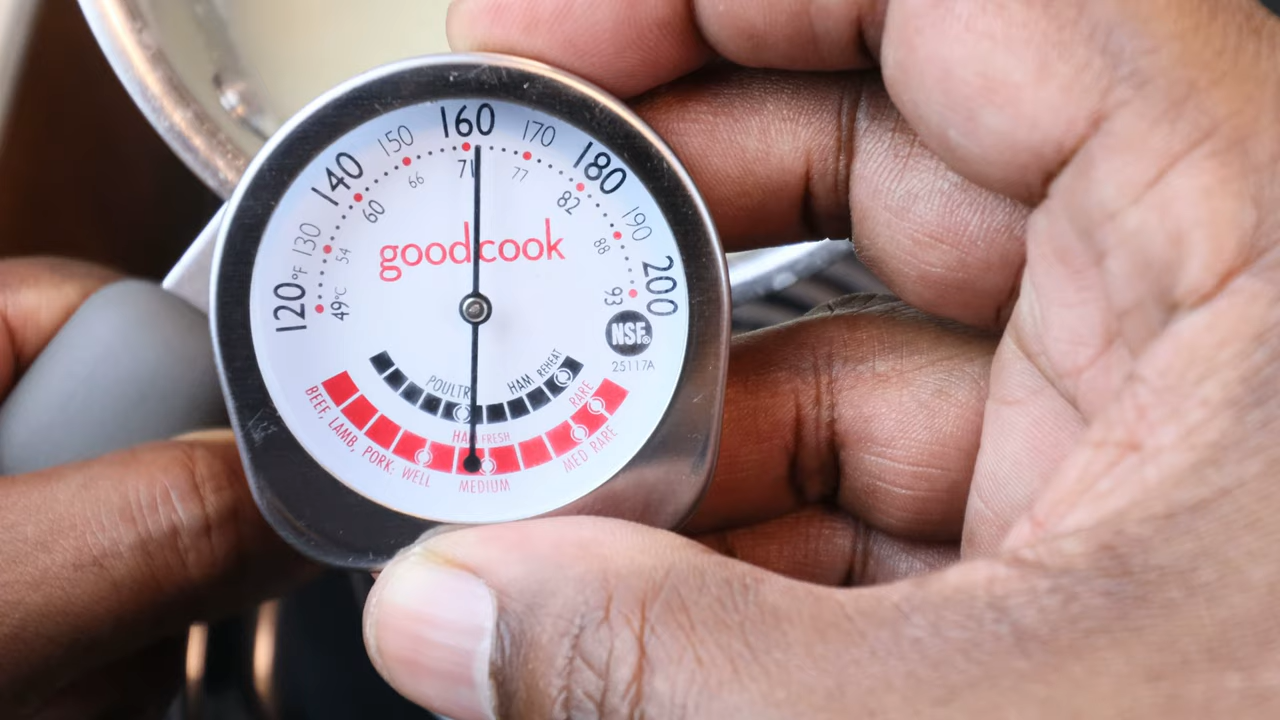 120°F 130 140 150 160 170 180 190 200
49°C 54 60 66 71 77 82 88 93
goodcook
NSF®
25117A
POULTRY HAM REHEAT
HAM FRESH RARE
BEEF, LAMB, PORK: WELL MEDIUM MED RARE